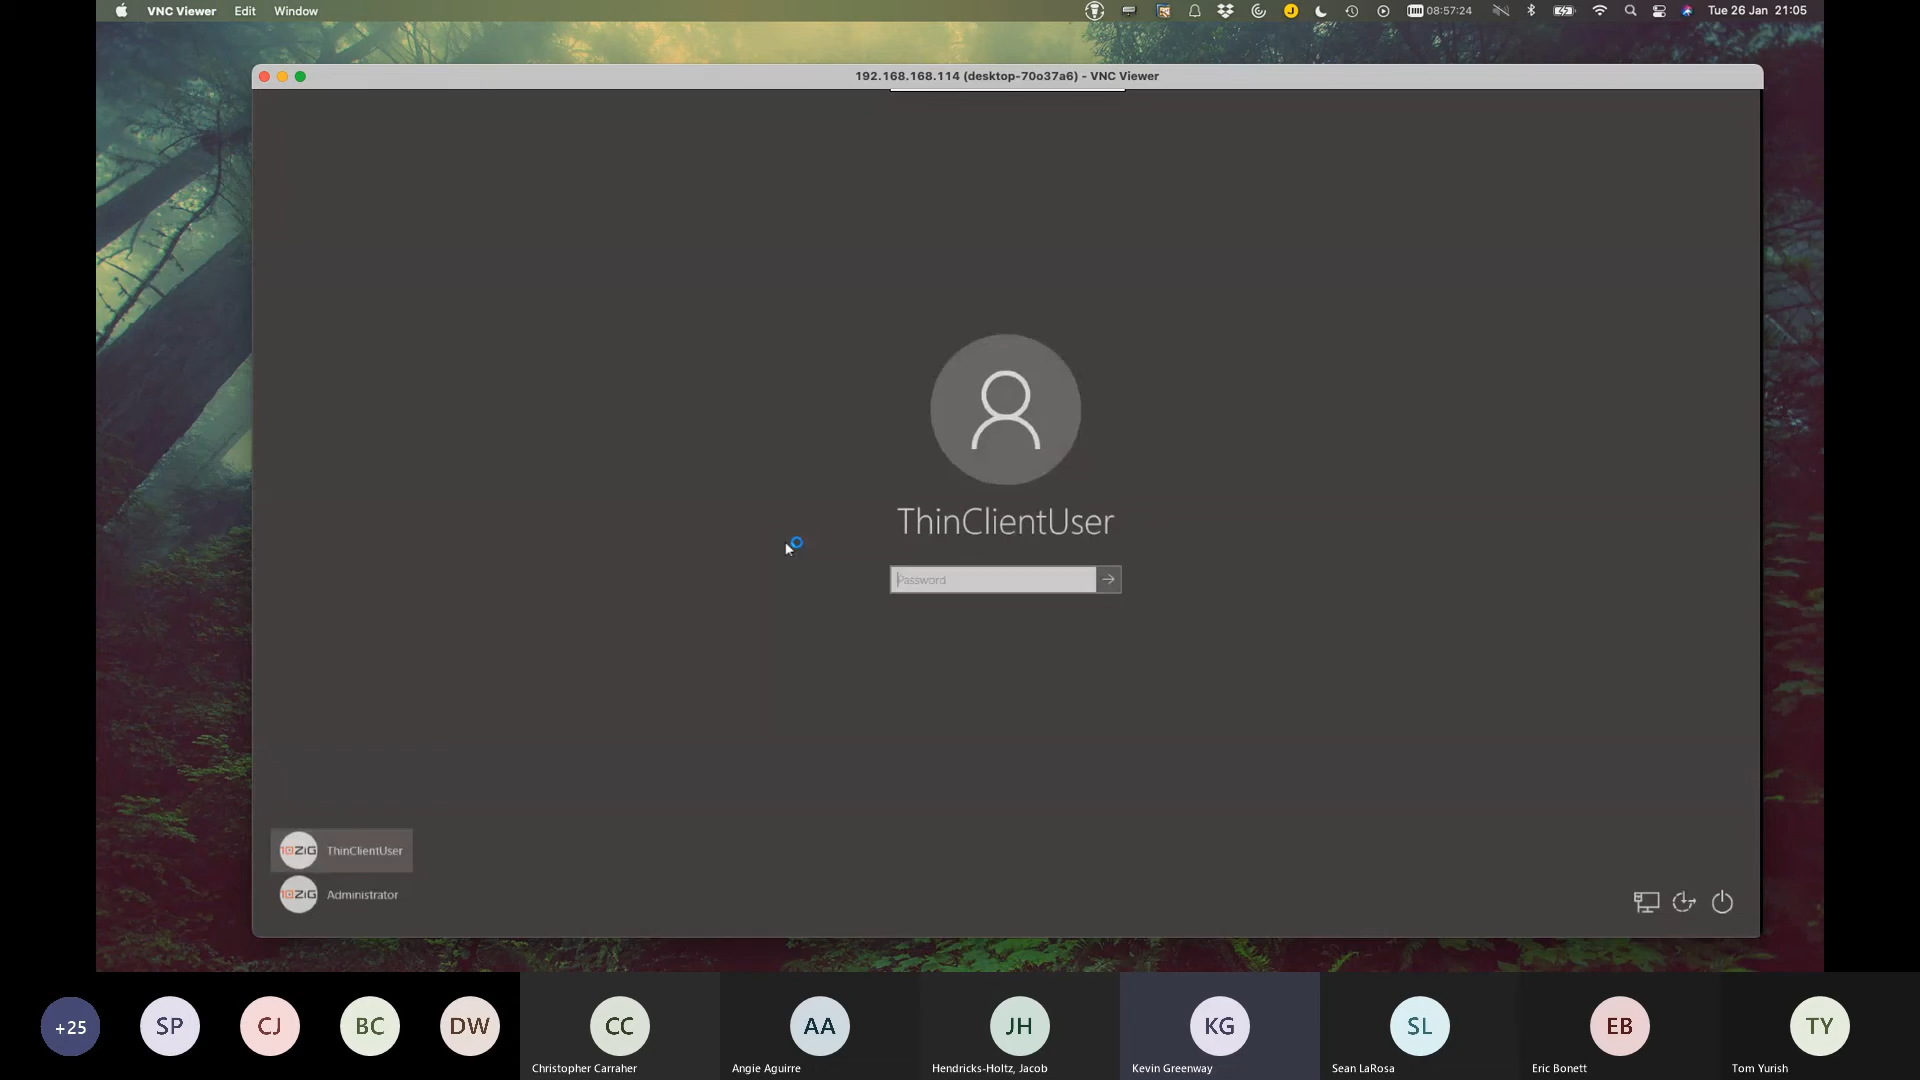 VNC Viewer Edit Window
J 08:57:24 Tue 26 Jan 21:05
192.168.168.114 (desktop-70o37a6) - VNC Viewer
ThinClientUser
Password
10ZiG ThinClientUser
10ZiG Administrator
+25 SP CJ BC DW CC AA JH KG SL EB TY
Christopher Carraher Angie Aguirre Hendricks-Holtz, Jacob Kevin Greenway Sean LaRosa Eric Bonett Tom Yurish